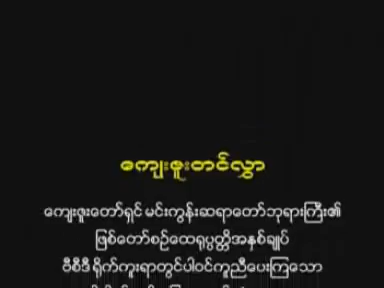 ကျေးဇူးတင်လွှာ
ကျေးဇူးတော်ရှင် မင်းကွန်းဆရာတော်ဘုရားကြီး၏
ဖြစ်တော်စဉ်ထေရုပ္ပတ္တိအနှစ်ချုပ်
ဗီစီဒီ ရိုက်ကူးရာတွင်ပါဝင်ကူညီပေးကြသော